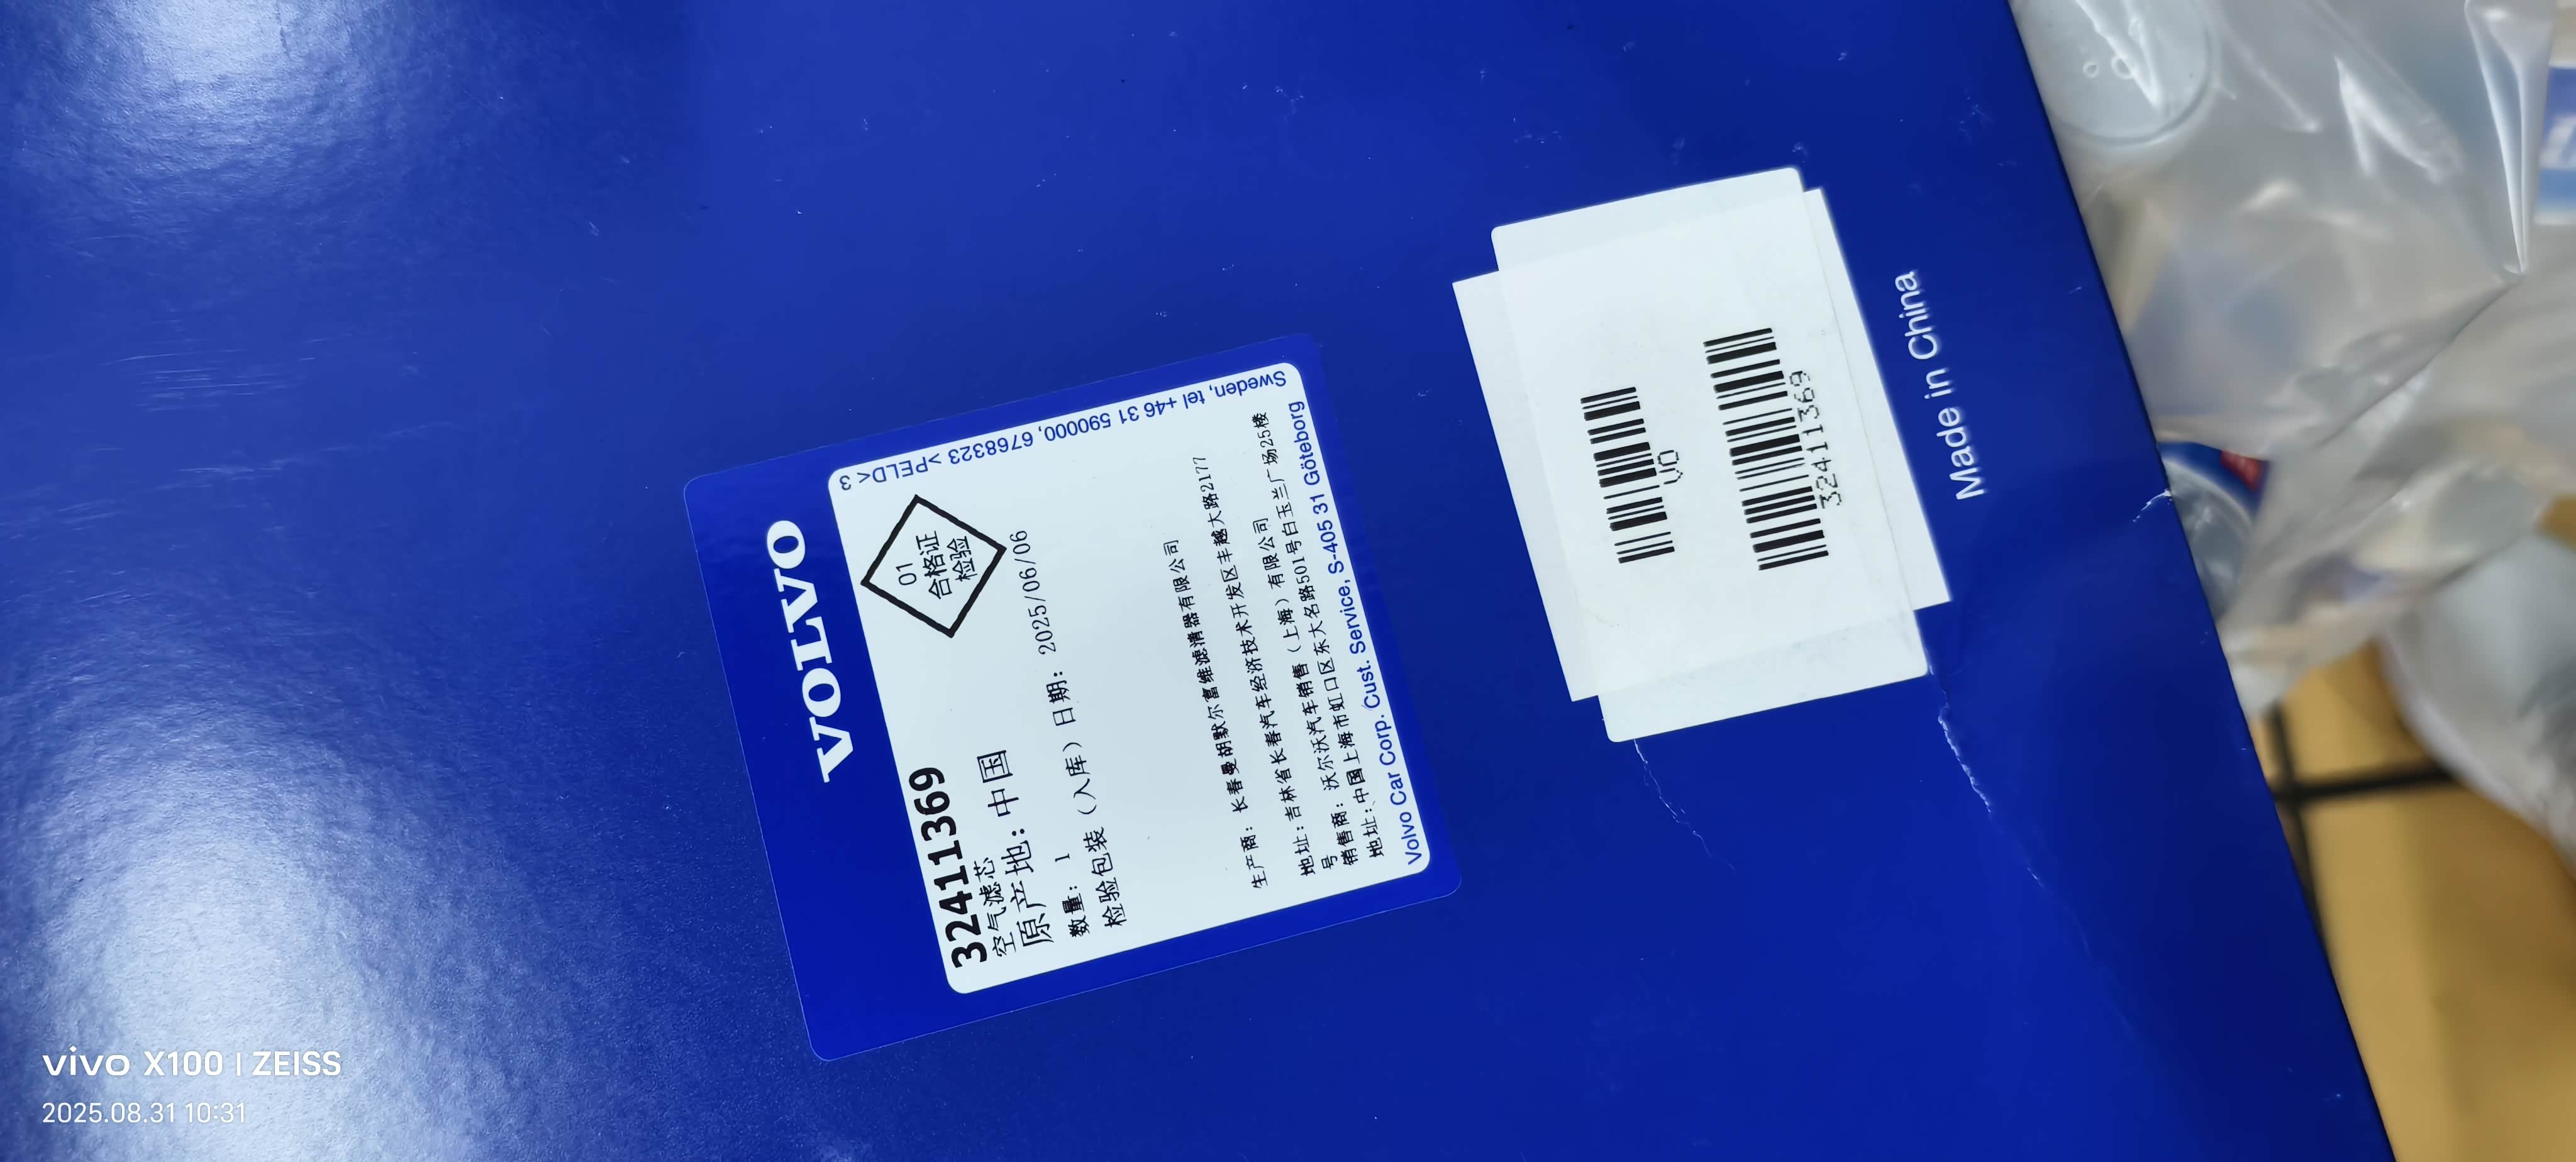 VOLVO
32411369
空气滤芯
原产地: 中国
数量: 1
检验包装（入库）日期: 2025/06/06
01
合格证
检验
生产商: 长春曼胡默尔富维滤清器有限公司
地址: 吉林省长春汽车经济技术开发区丰越大路2177
号
销售商: 沃尔沃汽车销售（上海）有限公司
地址: 中国上海市虹口区东大名路501号白玉兰广场25楼
Volvo Car Corp. Cust. Service, S-405 31 Göteborg
Sweden, tel +46 31 590000, 6768323 >PELD< 3
VO
32411369
Made in China
vivo X100 | ZEISS
2025.08.31 10:31